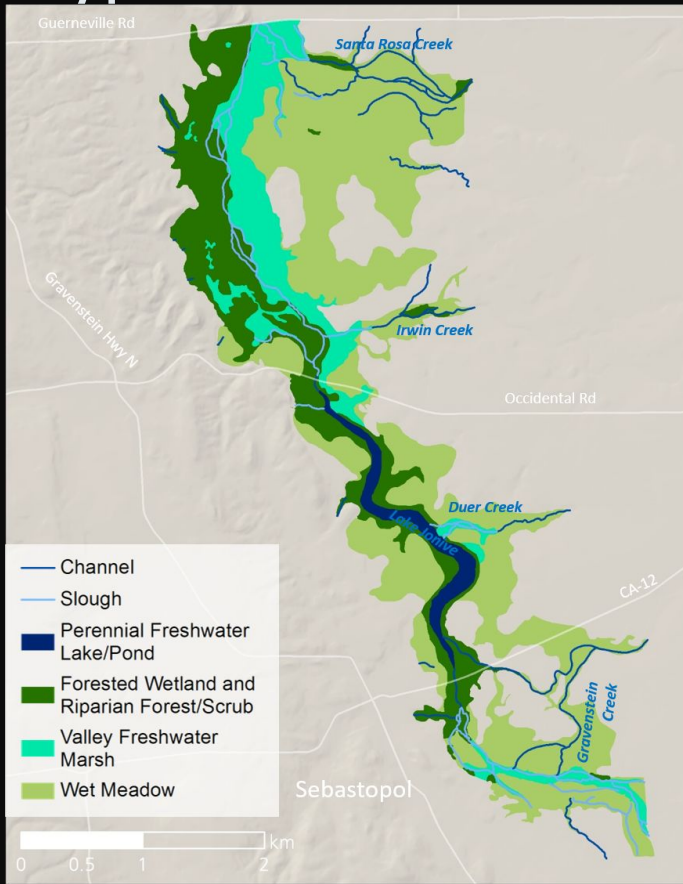 Guerneville Rd
Santa Rosa Creek
Gravenstein Hwy N
Irwin Creek
Occidental Rd
Duer Creek
Lake Jonive
CA-12
Gravenstein
Creek
Sebastopol
Channel
Slough
Perennial Freshwater
Lake/Pond
Forested Wetland and
Riparian Forest/Scrub
Valley Freshwater
Marsh
Wet Meadow
km
0 0.5 1 2